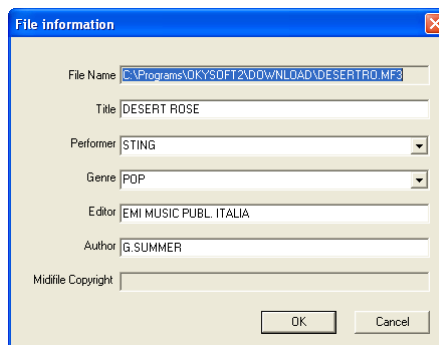 File information
File Name C:\Programs\OKYSOFT2\DOWNLOAD\DESERTRO.MF3
Title DESERT ROSE
Performer STING
Genre POP
Editor EMI MUSIC PUBL. ITALIA
Author G.SUMMER
Midifile Copyright
OK Cancel